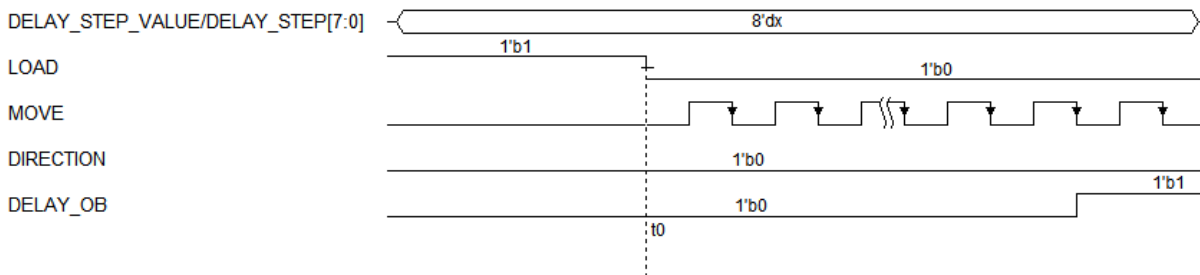 DELAY_STEP_VALUE/DELAY_STEP[7:0] 8'dx
1'b1
LOAD 1'b0
MOVE
DIRECTION 1'b0
1'b1
DELAY_OB 1'b0
t0